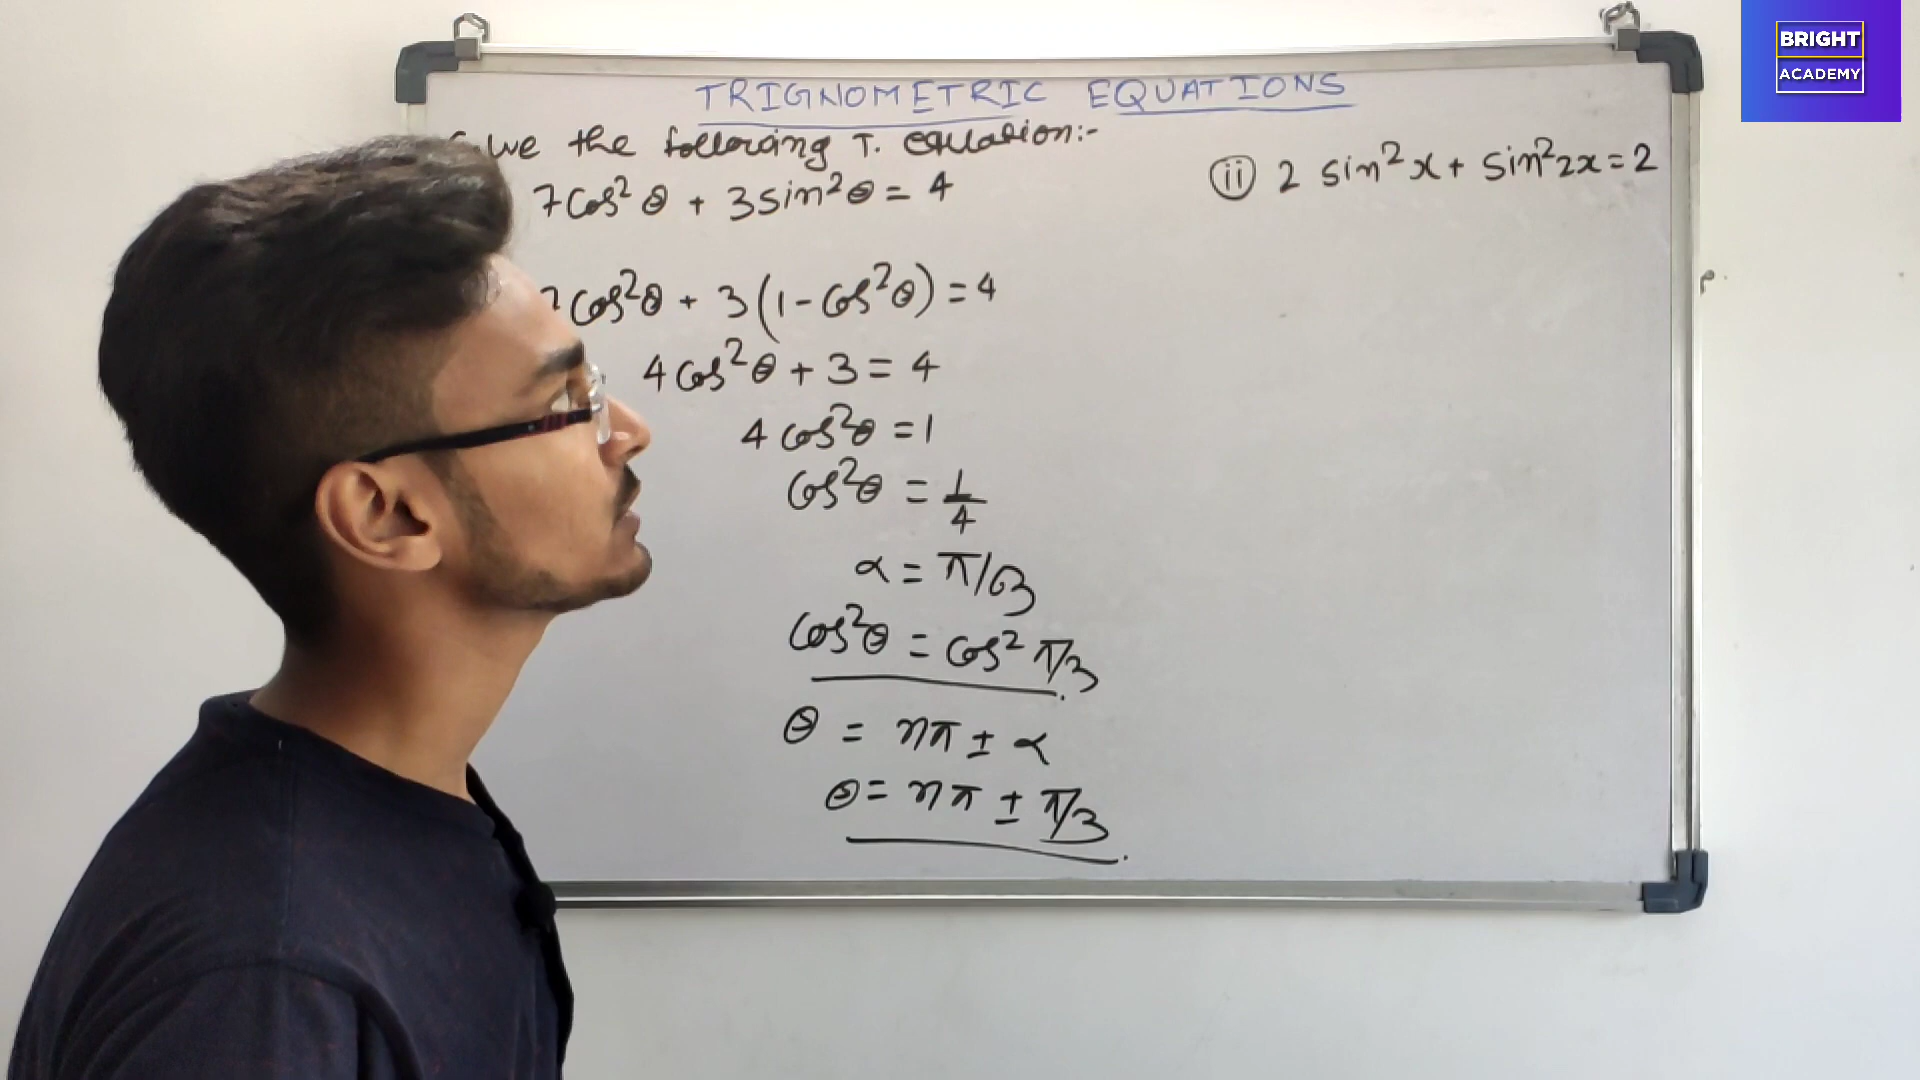 TRIGNOMETRIC EQUATIONS
the following T. equation:-
7cos²θ + 3sin²θ = 4
7cos²θ + 3(1-cos²θ) = 4
4cos²θ + 3 = 4
4cos²θ = 1
cos²θ = 1/4
α = π/3
cos²θ = cos² π/3
θ = nπ ± α
θ = nπ ± π/3
(ii) 2 sin²x + sin²2x = 2
BRIGHT
ACADEMY